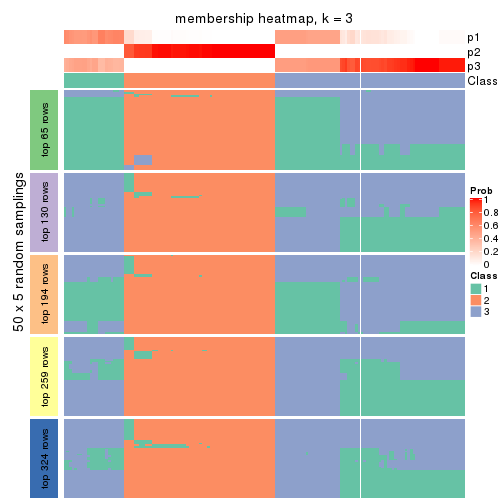 membership heatmap, k = 3
p1
p2
p3
Class
50 x 5 random samplings
top 65 rows
top 130 rows
top 194 rows
top 259 rows
top 324 rows
Prob
1
0.8
0.6
0.4
0.2
0
Class
1
2
3